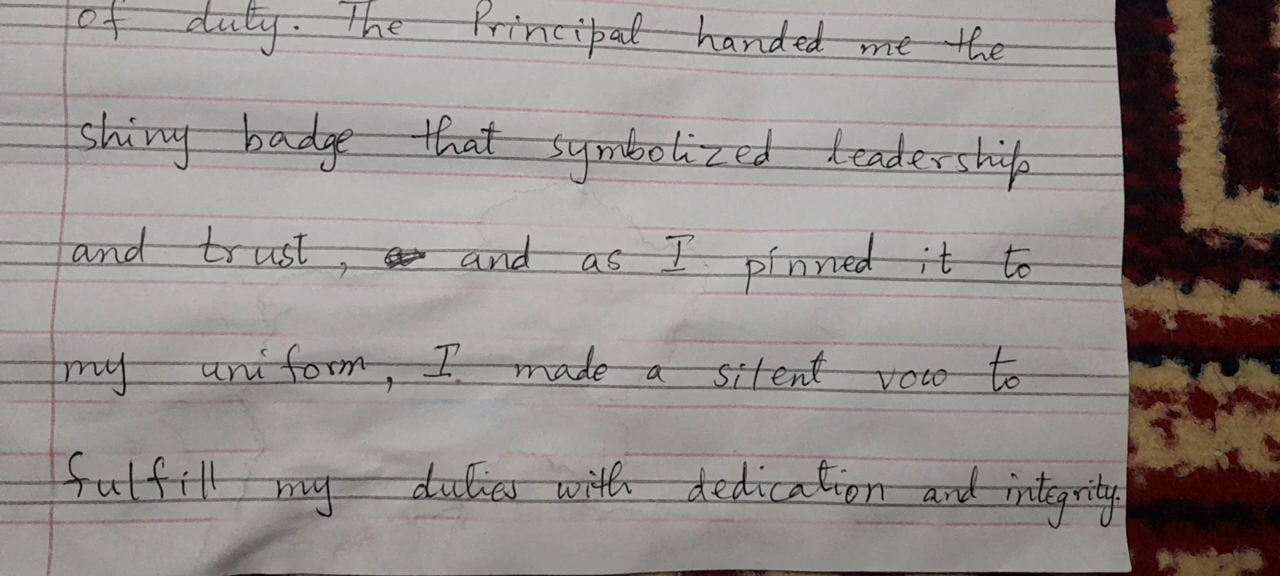 of duty. The Principal handed me the
shiny badge that symbolized leadership
and trust, and as I pinned it to
my uniform, I made a silent vow to
fulfill my duties with dedication and integrity.